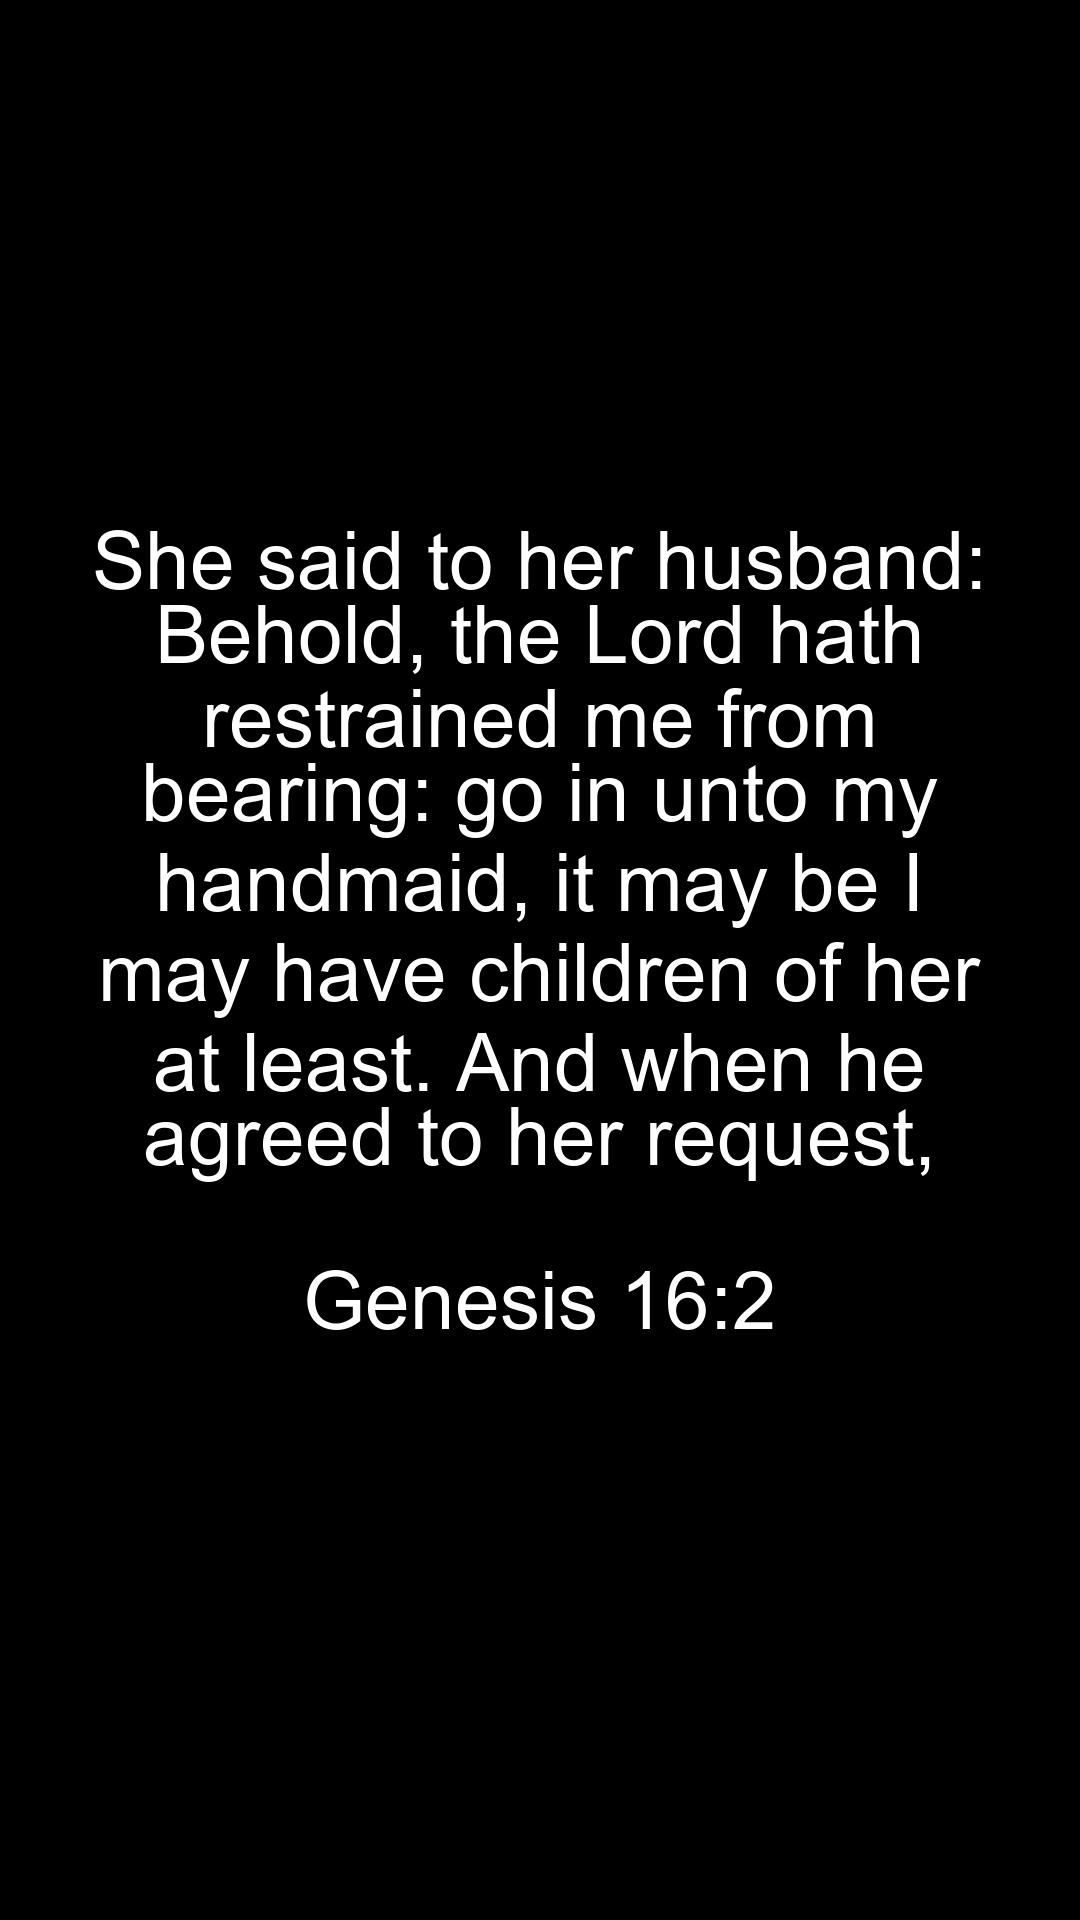 She said to her husband:
Behold, the Lord hath
restrained me from
bearing: go in unto my
handmaid, it may be I
may have children of her
at least. And when he
agreed to her request,
Genesis 16:2